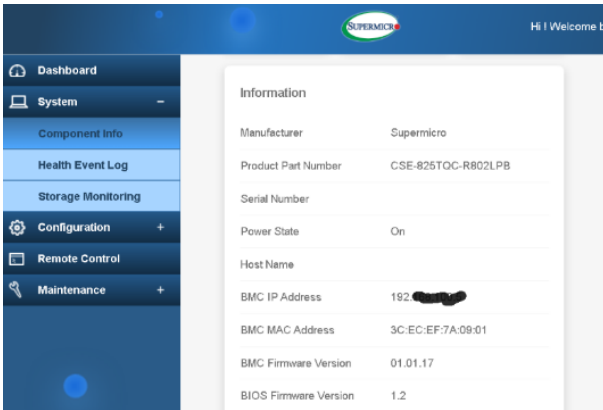 SUPERMICR
Hi ! Welcome b
Dashboard
System –
Component Info
Health Event Log
Storage Monitoring
Configuration +
Remote Control
Maintenance +
Information
Manufacturer Supermicro
Product Part Number CSE-825TQC-R802LPB
Serial Number
Power State On
Host Name
BMC IP Address 192.
BMC MAC Address 3C:EC:EF:7A:09:01
BMC Firmware Version 01.01.17
BIOS Firmware Version 1.2